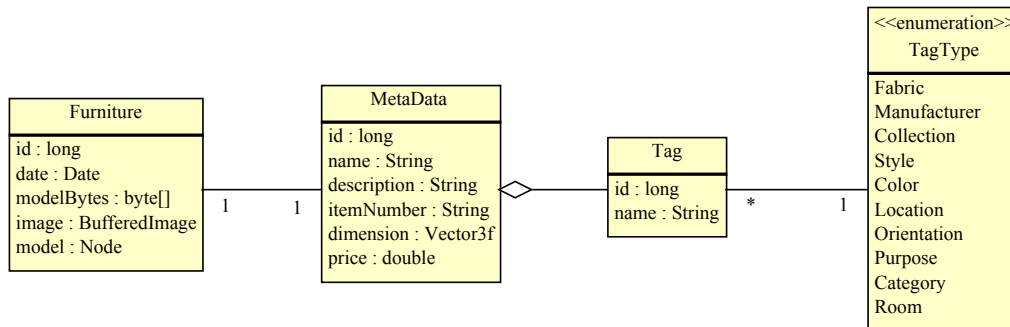 Furniture
id : long
date : Date
modelBytes : byte[]
image : BufferedImage
model : Node
1
1
MetaData
id : long
name : String
description : String
itemNumber : String
dimension : Vector3f
price : double
Tag
id : long
name : String
*
1
<<enumeration>>
TagType
Fabric
Manufacturer
Collection
Style
Color
Location
Orientation
Purpose
Category
Room